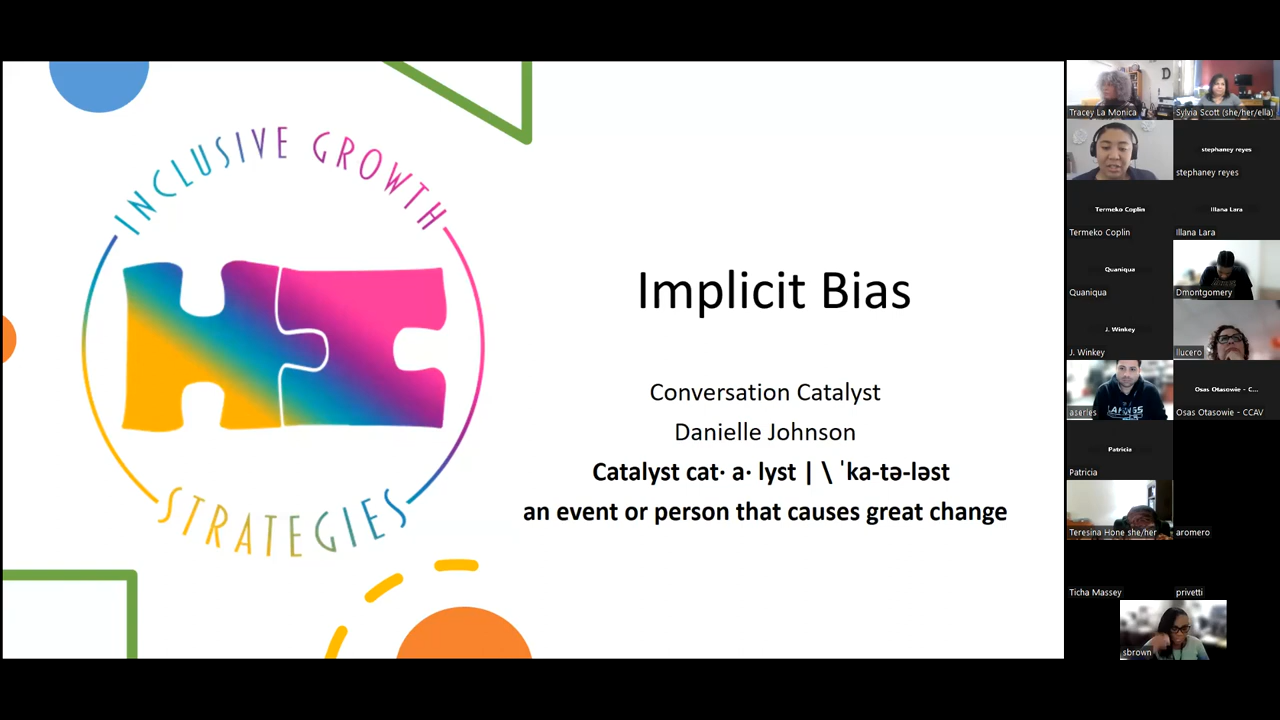 INCLUSIVE GROWTH
STRATEGIES
Implicit Bias
Conversation Catalyst
Danielle Johnson
Catalyst cat· a· lyst | \ ˈka-tə-ləst
an event or person that causes great change
Tracey La Monica
Sylvia Scott (she/her/ella)
stephaney reyes
stephaney reyes
Termeko Coplin
Termeko Coplin
Illana Lara
Illana Lara
Quaniqua
Quaniqua
Dmontgomery
J. Winkey
J. Winkey
llucero
aserles
Osas Otasowie - C...
Osas Otasowie - CCAV
Patricia
Patricia
Teresina Hone she/her
aromero
Ticha Massey
privetti
sbrown
D